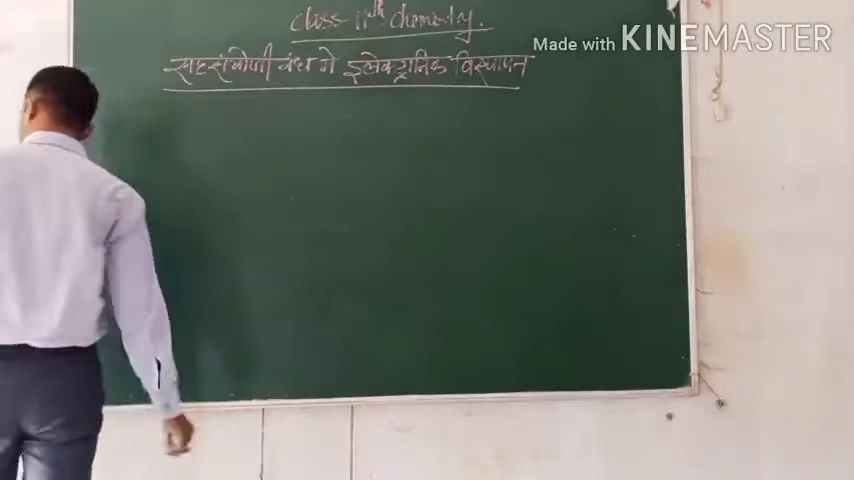 class-11th chemistry.
सहसंयोजी बंध मे इलेक्ट्रानिक विस्थापन
Made with KINEMASTER